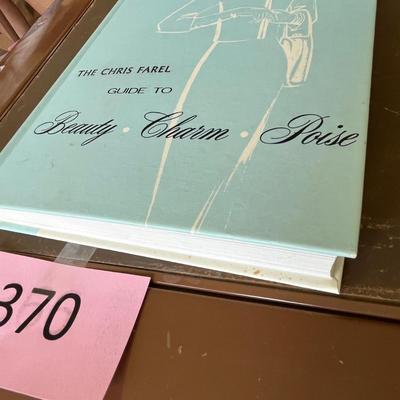 THE CHRIS FAREL
GUIDE TO
Beauty · Charm · Poise
370